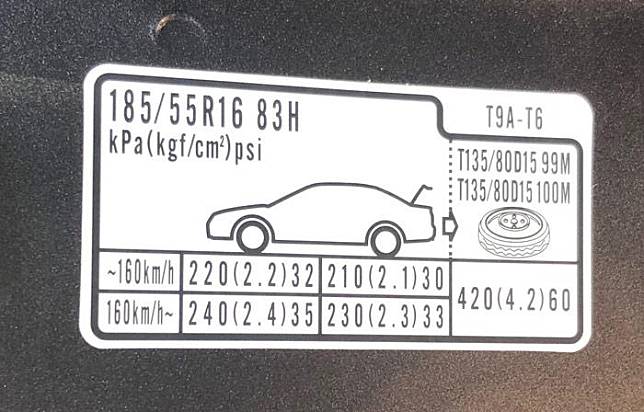 185/55R16 83H
kPa(kgf/cm²)psi
T9A-T6
T135/80D15 99M
T135/80D15 100M
~160km/h 220(2.2)32 210(2.1)30
160km/h~ 240(2.4)35 230(2.3)33
420(4.2)60